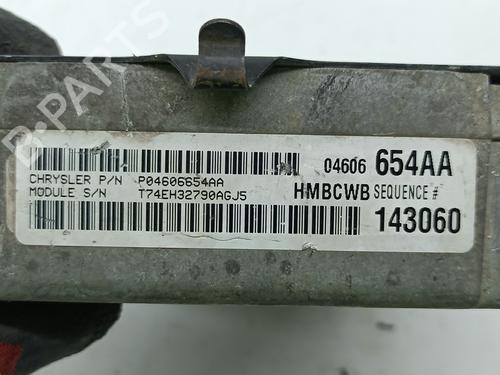 B-PARTS
04606 654AA
CHRYSLER P/N P04606654AA
MODULE S/N T74EH32790AGJ5
HMBCWB SEQUENCE #
143060